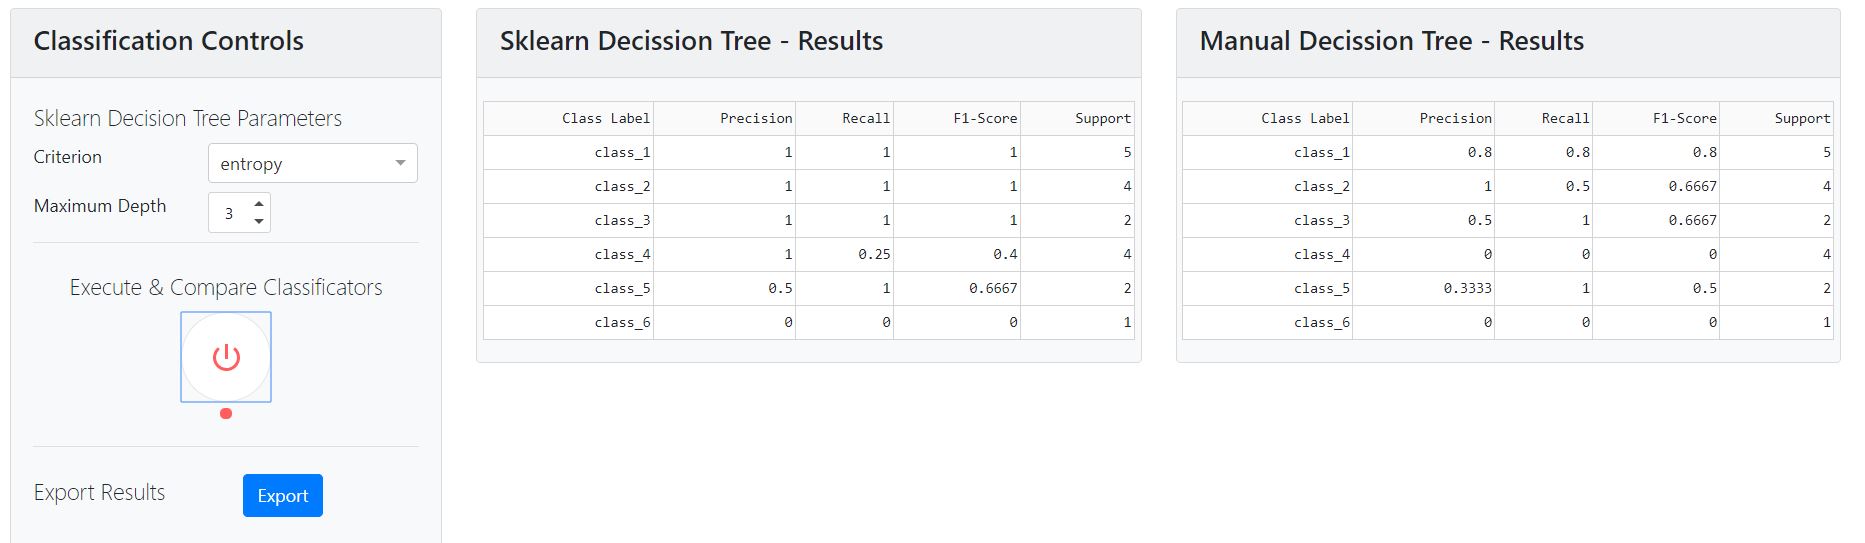 Classification Controls
Sklearn Decision Tree Parameters
Criterion entropy
Maximum Depth 3
Execute & Compare Classificators
Export Results Export
Sklearn Decission Tree - Results
Class Label Precision Recall F1-Score Support
class_1 1 1 1 5
class_2 1 1 1 4
class_3 1 1 1 2
class_4 1 0.25 0.4 4
class_5 0.5 1 0.6667 2
class_6 0 0 0 1
Manual Decission Tree - Results
Class Label Precision Recall F1-Score Support
class_1 0.8 0.8 0.8 5
class_2 1 0.5 0.6667 4
class_3 0.5 1 0.6667 2
class_4 0 0 0 4
class_5 0.3333 1 0.5 2
class_6 0 0 0 1